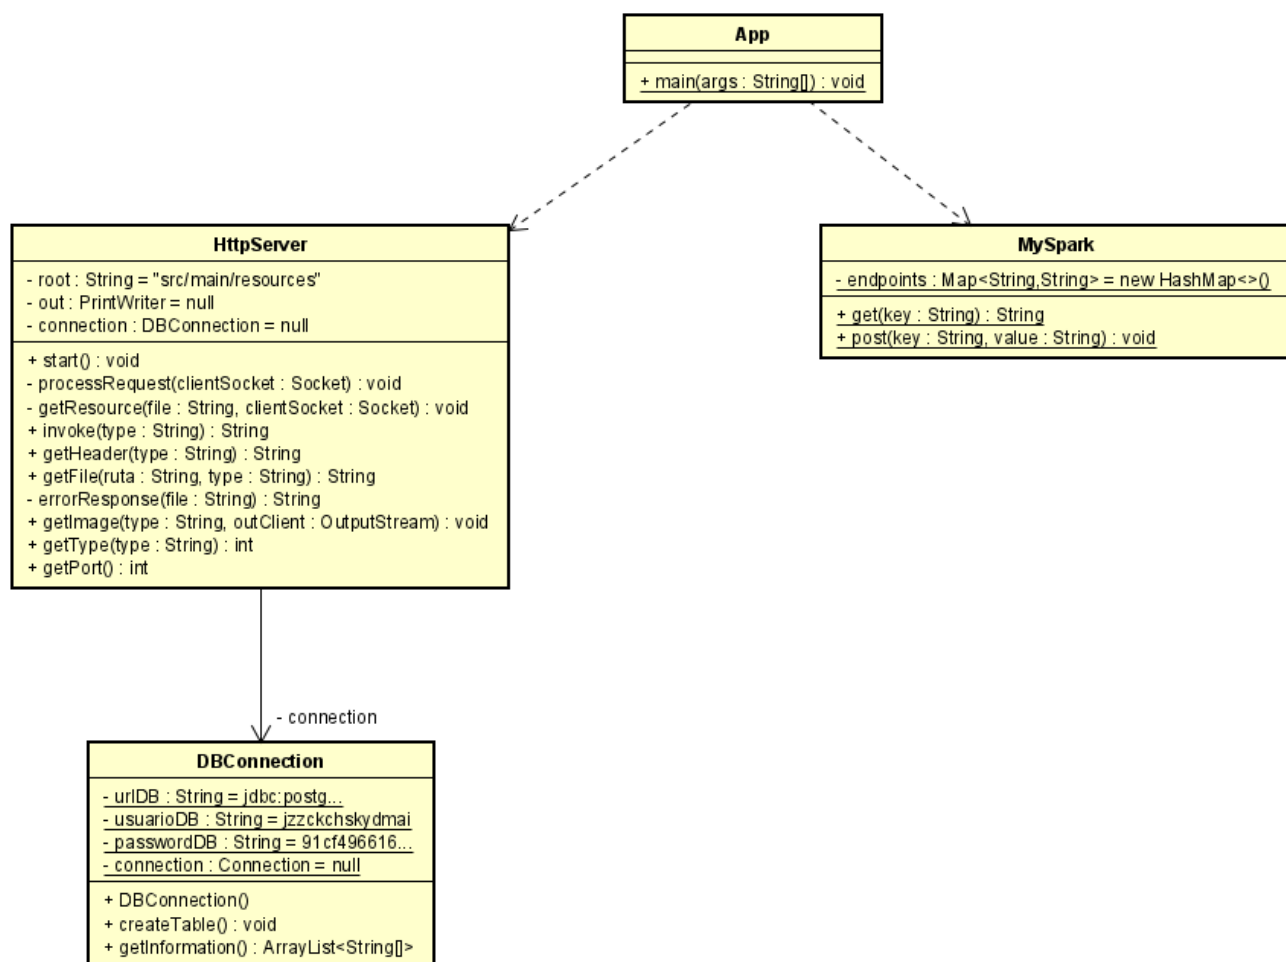 App
+ main(args : String[]) : void
HttpServer
- root : String = "src/main/resources"
- out : PrintWriter = null
- connection : DBConnection = null
+ start() : void
- processRequest(clientSocket : Socket) : void
- getResource(file : String, clientSocket : Socket) : void
+ invoke(type : String) : String
+ getHeader(type : String) : String
+ getFile(ruta : String, type : String) : String
- errorResponse(file : String) : String
+ getImage(type : String, outClient : OutputStream) : void
+ getType(type : String) : int
+ getPort() : int
MySpark
- endpoints : Map<String,String> = new HashMap<>()
+ get(key : String) : String
+ post(key : String, value : String) : void
- connection
DBConnection
- urlDB : String = jdbc:postg...
- usuarioDB : String = jzzckchskydmai
- passwordDB : String = 91cf496616...
- connection : Connection = null
+ DBConnection()
+ createTable() : void
+ getInformation() : ArrayList<String[]>